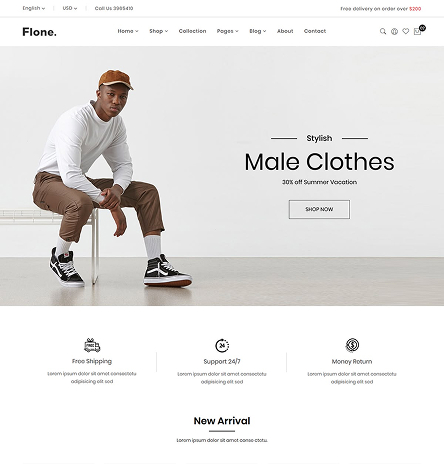 English
USD
Call Us 3965410
Free delivery on order over $200
Flone.
Home
Shop
Collection
Pages
Blog
About
Contact
Stylish
Male Clothes
30% off Summer Vacation
SHOP NOW
Free Shipping
Lorem ipsum dolor sit amet consectetu
adipisicing elit sed
Support 24/7
Lorem ipsum dolor sit amet consectetu
adipisicing elit sed
Money Return
Lorem ipsum dolor sit amet consectetu
adipisicing elit sed
New Arrival
Lorem ipsum dolor sit amet conse ctetu.